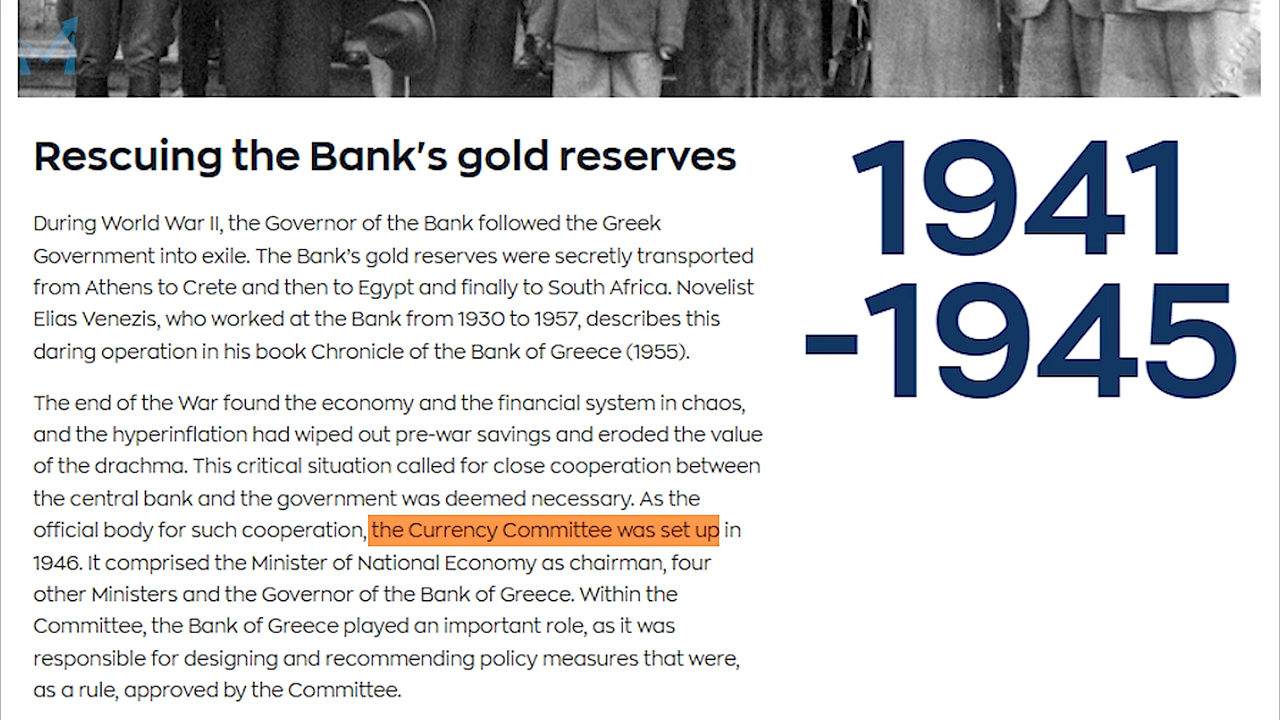 Rescuing the Bank's gold reserves
During World War II, the Governor of the Bank followed the Greek
Government into exile. The Bank's gold reserves were secretly transported
from Athens to Crete and then to Egypt and finally to South Africa. Novelist
Elias Venezis, who worked at the Bank from 1930 to 1957, describes this
daring operation in his book Chronicle of the Bank of Greece (1955).
The end of the War found the economy and the financial system in chaos,
and the hyperinflation had wiped out pre-war savings and eroded the value
of the drachma. This critical situation called for close cooperation between
the central bank and the government was deemed necessary. As the
official body for such cooperation, the Currency Committee was set up in
1946. It comprised the Minister of National Economy as chairman, four
other Ministers and the Governor of the Bank of Greece. Within the
Committee, the Bank of Greece played an important role, as it was
responsible for designing and recommending policy measures that were,
as a rule, approved by the Committee.
1941
-1945